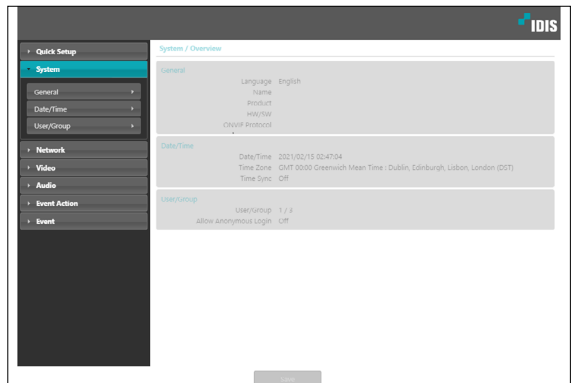 IDIS
Quick Setup
System
General
Date/Time
User/Group
Network
Video
Audio
Event Action
Event
System / Overview
General
Language English
Name
Product
HW/SW
ONVIF Protocol
Date/Time
Date/Time 2021/02/15 02:47:04
Time Zone GMT 00:00 Greenwich Mean Time : Dublin, Edinburgh, Lisbon, London (DST)
Time Sync Off
User/Group
User/Group 1 / 3
Allow Anonymous Login Off